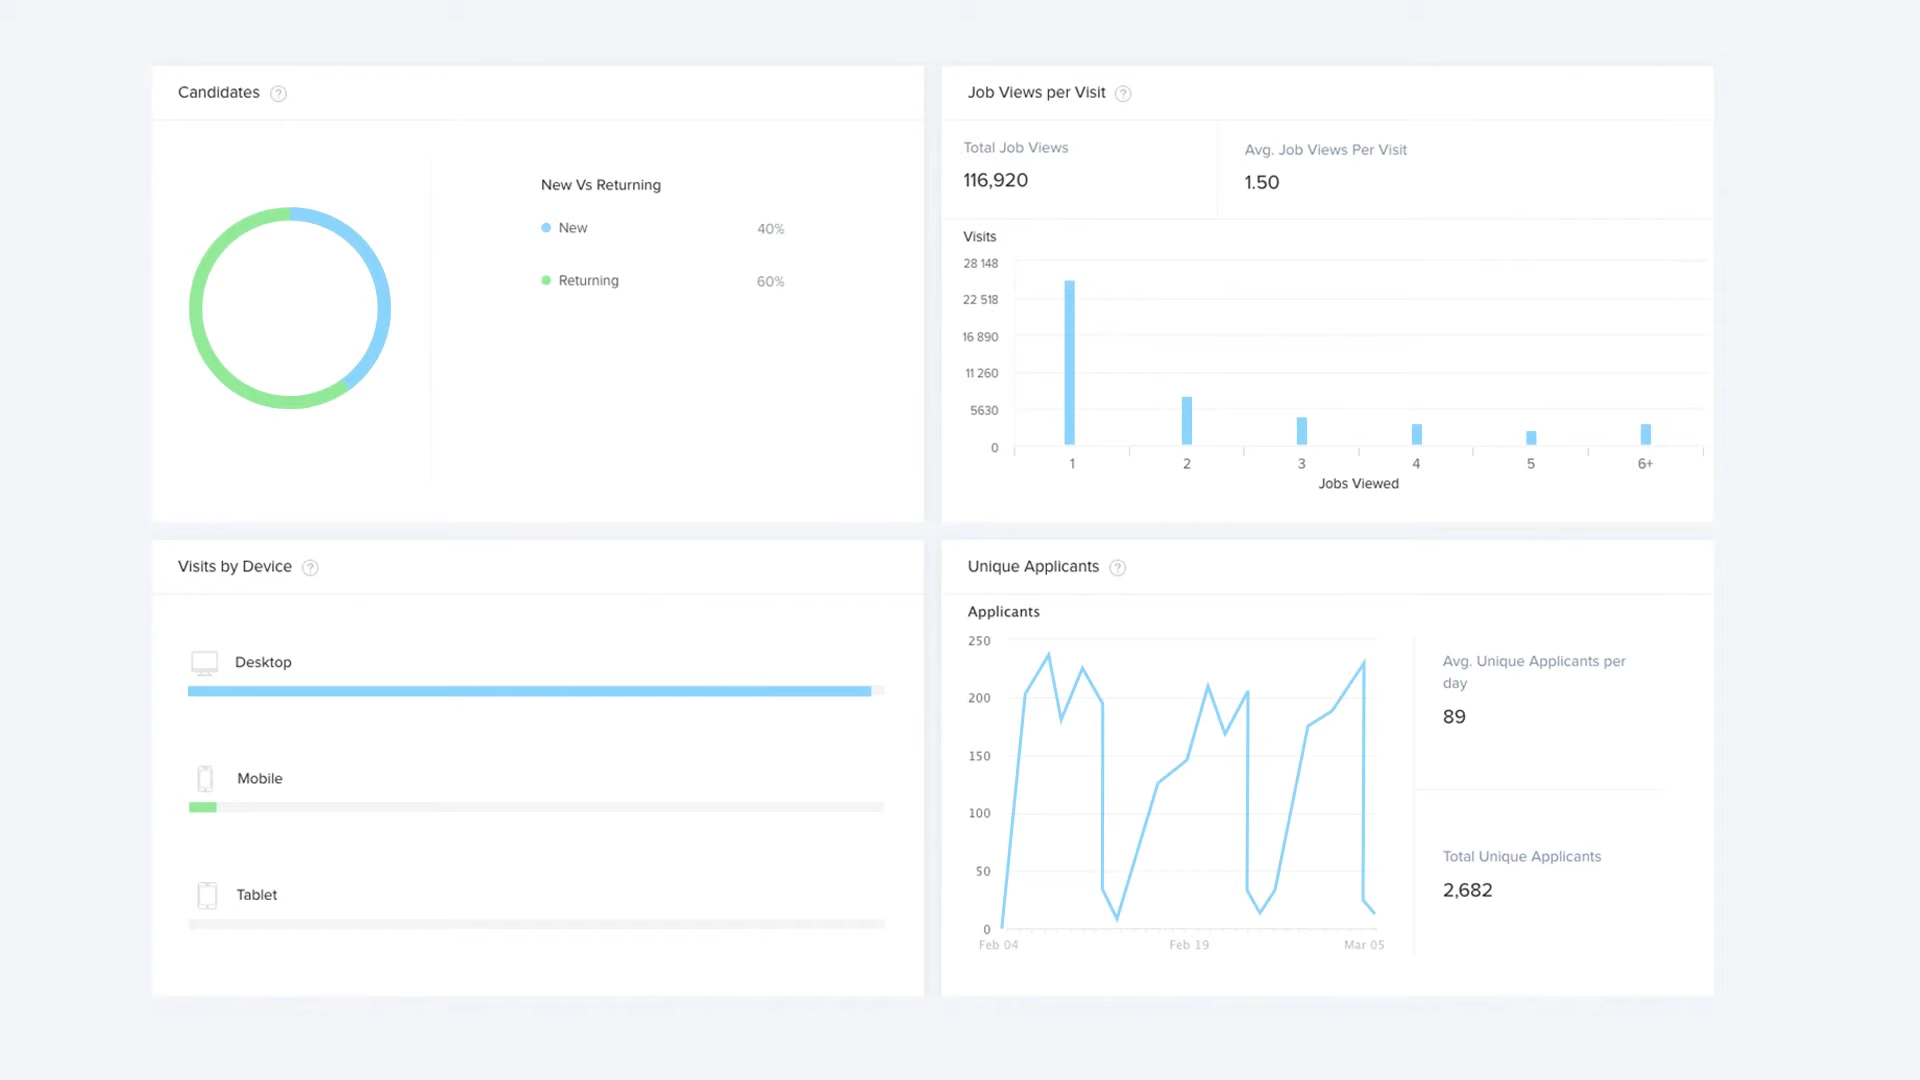 Candidates ?
New Vs Returning
New 40%
Returning 60%
Job Views per Visit ?
Total Job Views
116,920
Avg. Job Views Per Visit
1.50
Visits
28 148
22 518
16 890
11 260
5630
0
1 2 3 4 5 6+
Jobs Viewed
Visits by Device ?
Desktop
Mobile
Tablet
Unique Applicants ?
Applicants
250
200
150
100
50
0
Feb 04 Feb 19 Mar 05
Avg. Unique Applicants per
day
89
Total Unique Applicants
2,682